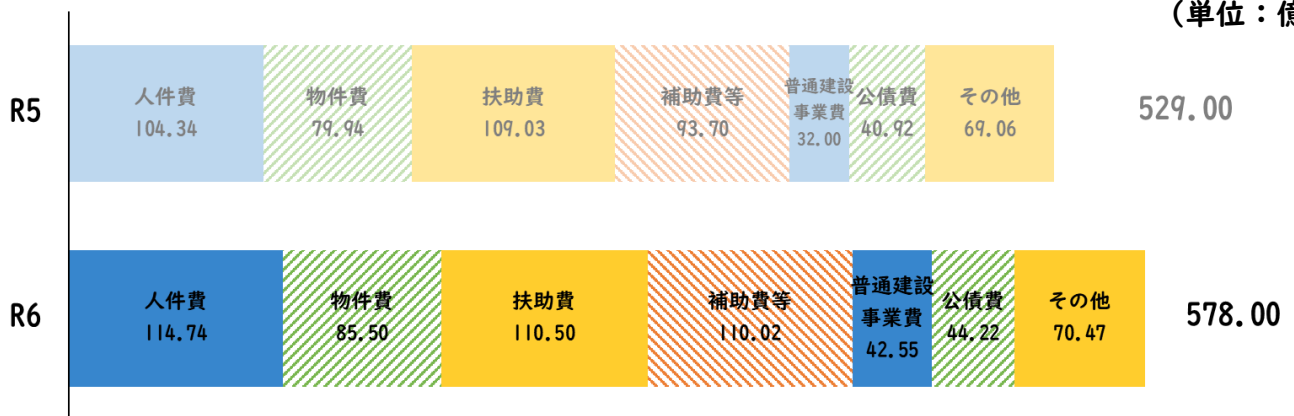 (単位：億
R5
人件費
104.34
物件費
79.94
扶助費
109.03
補助費等
93.70
普通建設
事業費
32.00
公債費
40.92
その他
69.06
529.00
R6
人件費
114.74
物件費
85.50
扶助費
110.50
補助費等
110.02
普通建設
事業費
42.55
公債費
44.22
その他
70.47
578.00